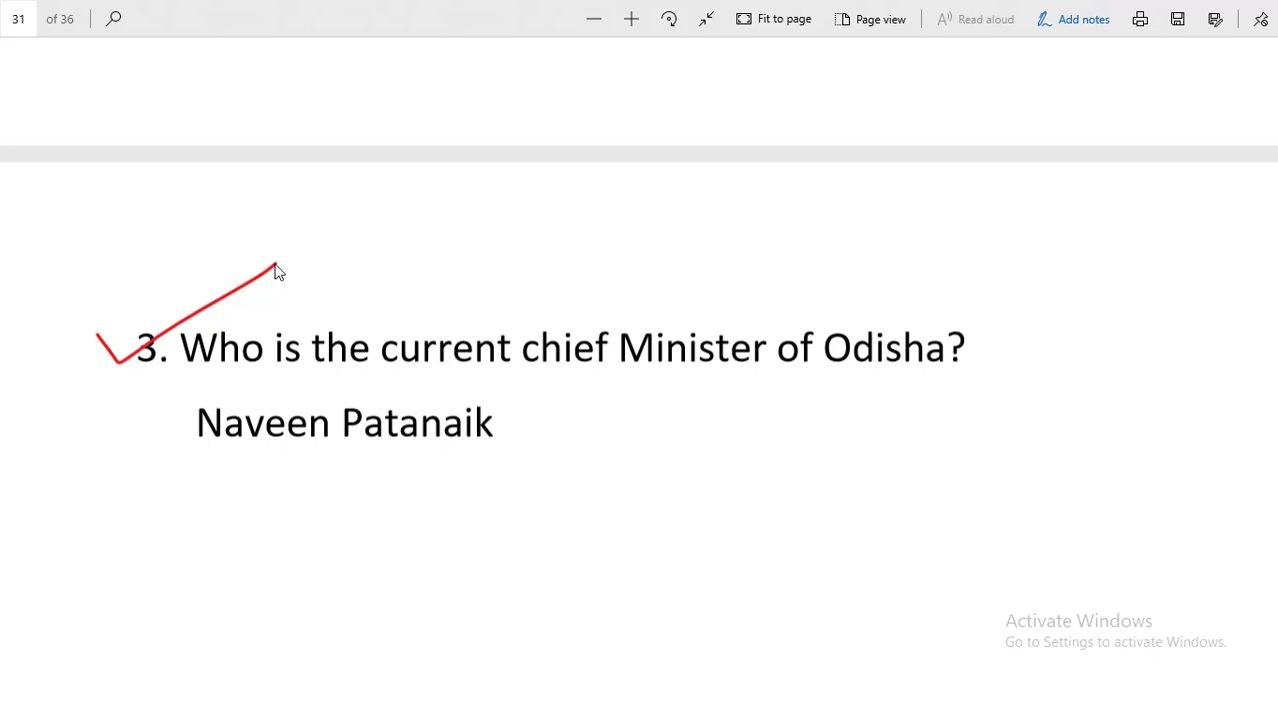 31 of 36 Fit to page Page view Read aloud Add notes
3. Who is the current chief Minister of Odisha?
Naveen Patanaik
Activate Windows
Go to Settings to activate Windows.